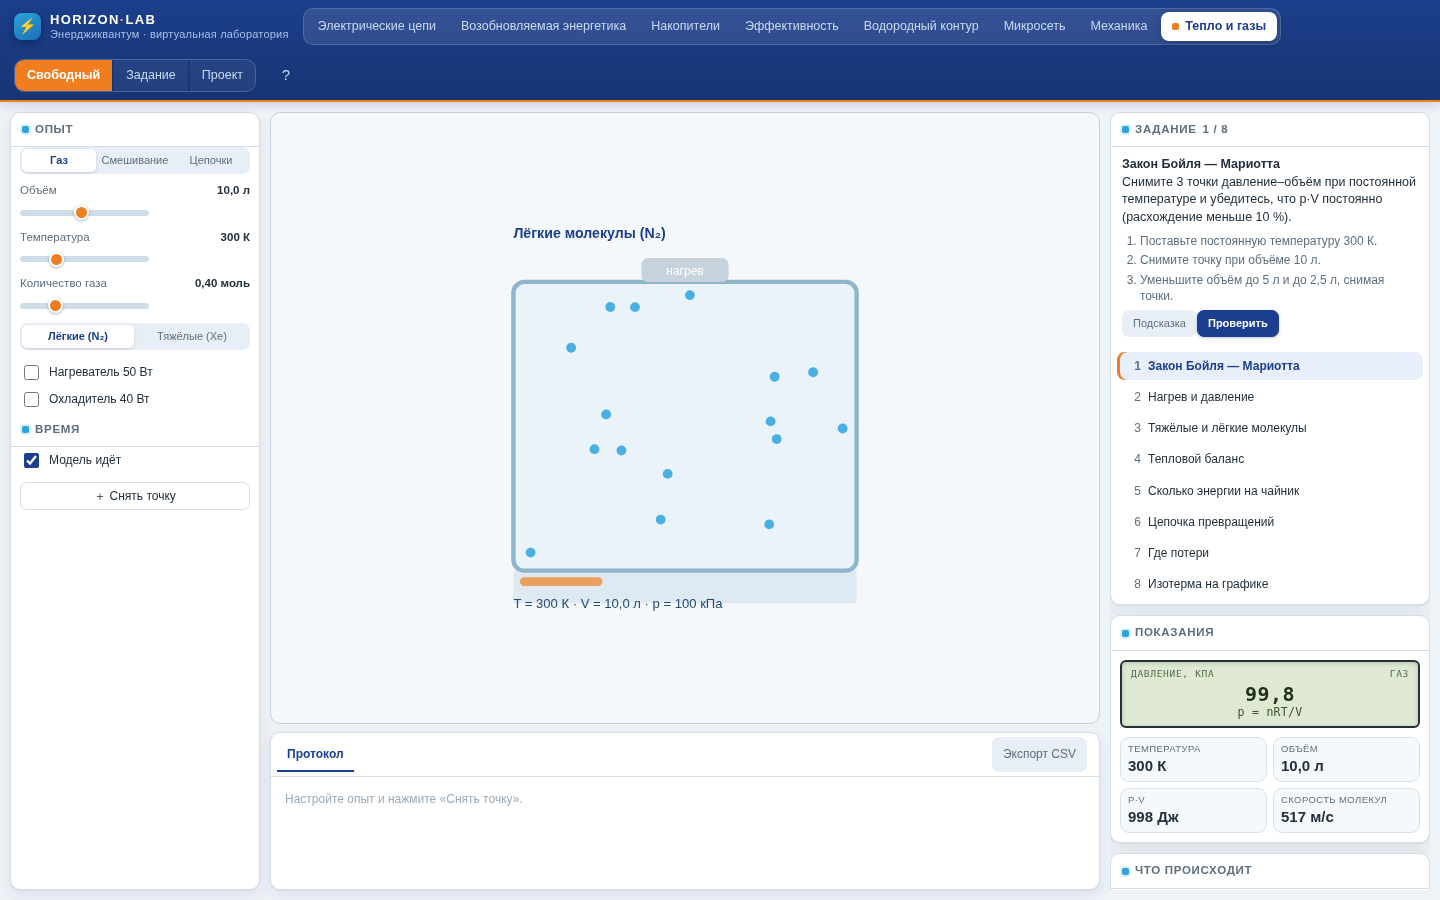 HORIZON·LAB
Энерджиквантум · виртуальная лаборатория
Электрические цепи
Возобновляемая энергетика
Накопители
Эффективность
Водородный контур
Микросеть
Механика
Тепло и газы
Свободный
Задание
Проект
?
ОПЫТ
Газ
Смешивание
Цепочки
Объём 10,0 л
Температура 300 К
Количество газа 0,40 моль
Лёгкие (N₂)
Тяжёлые (Xe)
Нагреватель 50 Вт
Охладитель 40 Вт
ВРЕМЯ
Модель идёт
+ Снять точку
Лёгкие молекулы (N₂)
нагрев
T = 300 К · V = 10,0 л · p = 100 кПа
Протокол
Экспорт CSV
Настройте опыт и нажмите «Снять точку».
ЗАДАНИЕ 1 / 8
Закон Бойля — Мариотта
Снимите 3 точки давление–объём при постоянной
температуре и убедитесь, что p·V постоянно
(расхождение меньше 10 %).
1. Поставьте постоянную температуру 300 К.
2. Снимите точку при объёме 10 л.
3. Уменьшите объём до 5 л и до 2,5 л, снимая
точки.
Подсказка
Проверить
1 Закон Бойля — Мариотта
2 Нагрев и давление
3 Тяжёлые и лёгкие молекулы
4 Тепловой баланс
5 Сколько энергии на чайник
6 Цепочка превращений
7 Где потери
8 Изотерма на графике
ПОКАЗАНИЯ
ДАВЛЕНИЕ, КПА ГАЗ
99,8
p = nRT/V
ТЕМПЕРАТУРА
300 К
ОБЪЁМ
10,0 л
P·V
998 Дж
СКОРОСТЬ МОЛЕКУЛ
517 м/с
ЧТО ПРОИСХОДИТ